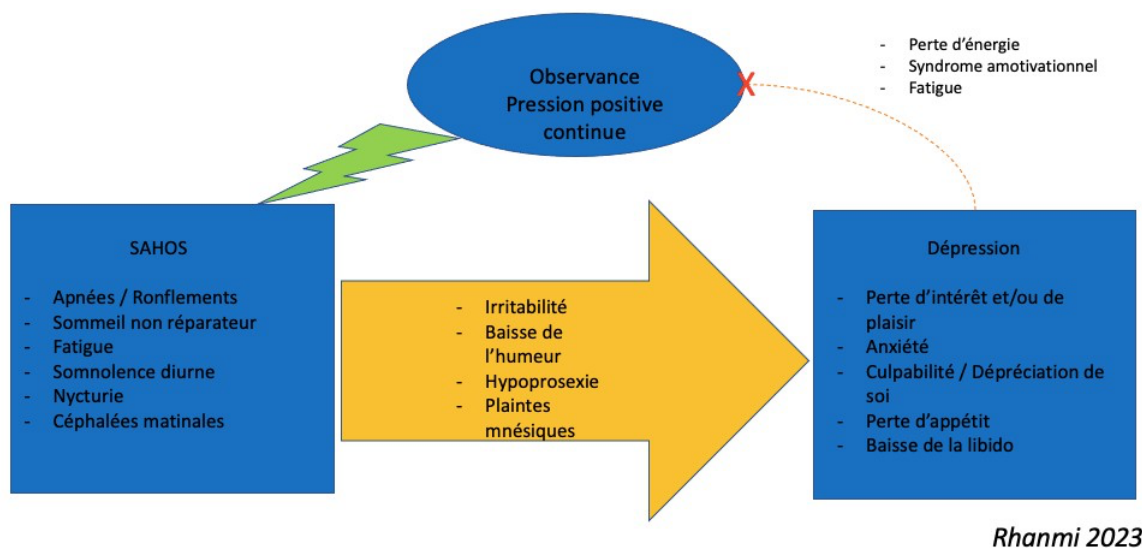 Observance
Pression positive
continue
- Perte d’énergie
- Syndrome amotivationnel
- Fatigue
SAHOS
- Apnées / Ronflements
- Sommeil non réparateur
- Fatigue
- Somnolence diurne
- Nycturie
- Céphalées matinales
- Irritabilité
- Baisse de
l’humeur
- Hypoprosexie
- Plaintes
mnésiques
Dépression
- Perte d’intérêt et/ou de
plaisir
- Anxiété
- Culpabilité / Dépréciation de
soi
- Perte d’appétit
- Baisse de la libido
Rhanmi 2023